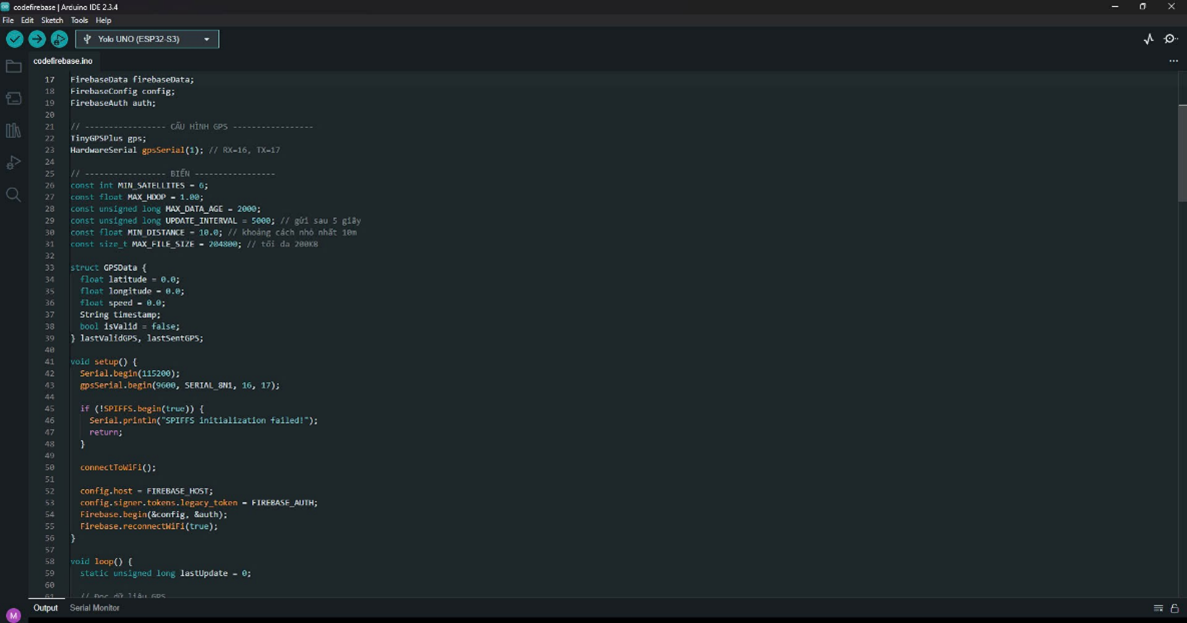 codefirebase | Arduino IDE 2.3.4
File Edit Sketch Tools Help
Yolo UNO (ESP32-S3)
codefirebase.ino
17 FirebaseData firebaseData;
18 FirebaseConfig config;
19 FirebaseAuth auth;
20
21 // ----------------- CẤU HÌNH GPS -----------------
22 TinyGPSPlus gps;
23 HardwareSerial gpsSerial(1); // RX=16, TX=17
24
25 // ----------------- BIẾN -----------------
26 const int MIN_SATELLITES = 6;
27 const float MAX_HDOP = 1.00;
28 const unsigned long MAX_DATA_AGE = 2000;
29 const unsigned long UPDATE_INTERVAL = 5000; // gửi sau 5 giây
30 const float MIN_DISTANCE = 10.0; // khoảng cách nhỏ nhất 10m
31 const size_t MAX_FILE_SIZE = 204800; // tối đa 200KB
32
33 struct GPSData {
34 float latitude = 0.0;
35 float longitude = 0.0;
36 float speed = 0.0;
37 String timestamp;
38 bool isValid = false;
39 } lastValidGPS, lastSentGPS;
40
41 void setup() {
42 Serial.begin(115200);
43 gpsSerial.begin(9600, SERIAL_8N1, 16, 17);
44
45 if (!SPIFFS.begin(true)) {
46 Serial.println("SPIFFS initialization failed!");
47 return;
48 }
49
50 connectToWiFi();
51
52 config.host = FIREBASE_HOST;
53 config.signer.tokens.legacy_token = FIREBASE_AUTH;
54 Firebase.begin(&config, &auth);
55 Firebase.reconnectWiFi(true);
56 }
57
58 void loop() {
59 static unsigned long lastUpdate = 0;
60
61 // Đọc dữ liệu GPS
Output Serial Monitor
M